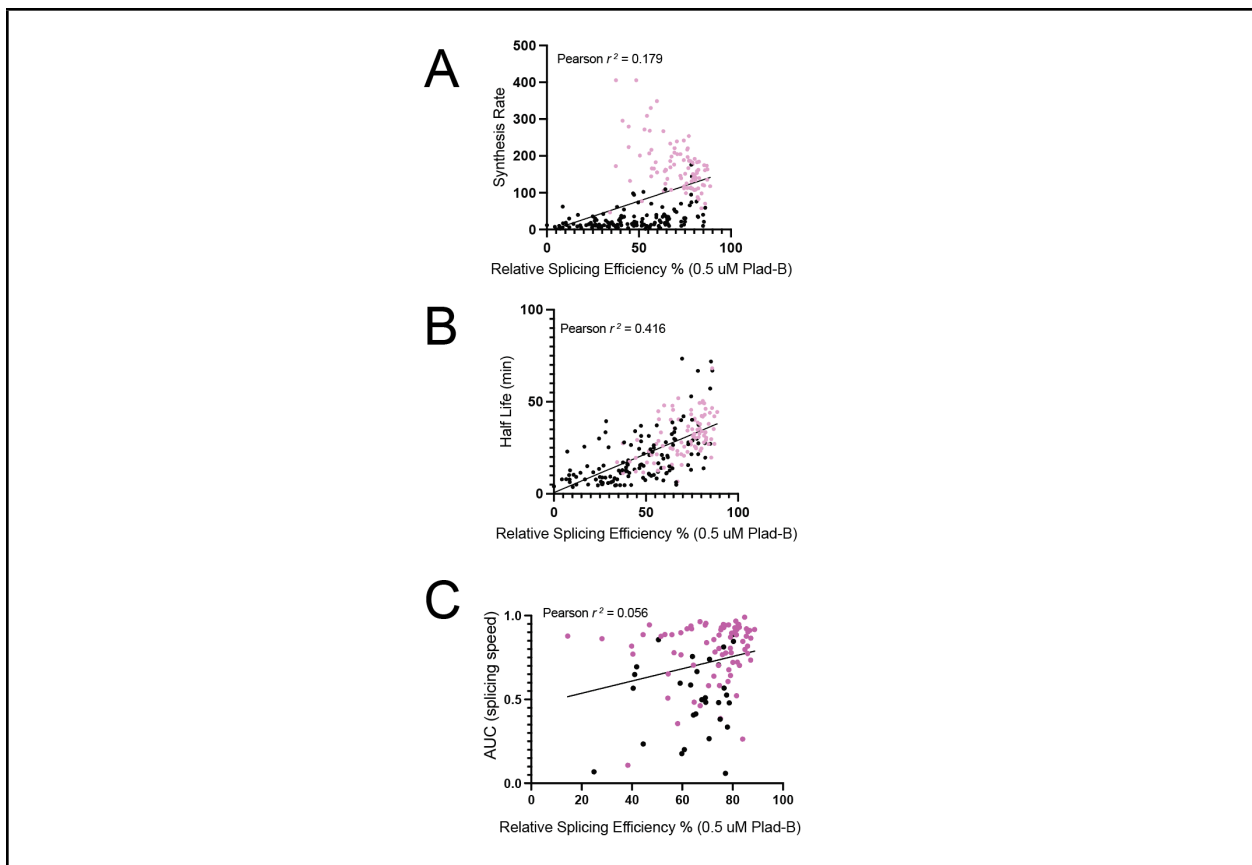 A
Pearson r² = 0.179
500
400
300
200
100
0
Synthesis Rate
0
50
100
Relative Splicing Efficiency % (0.5 uM Plad-B)
B
Pearson r² = 0.416
100
50
0
Half Life (min)
0
50
100
Relative Splicing Efficiency % (0.5 uM Plad-B)
C
Pearson r² = 0.056
1.0
0.5
0.0
AUC (splicing speed)
0
20
40
60
80
100
Relative Splicing Efficiency % (0.5 uM Plad-B)